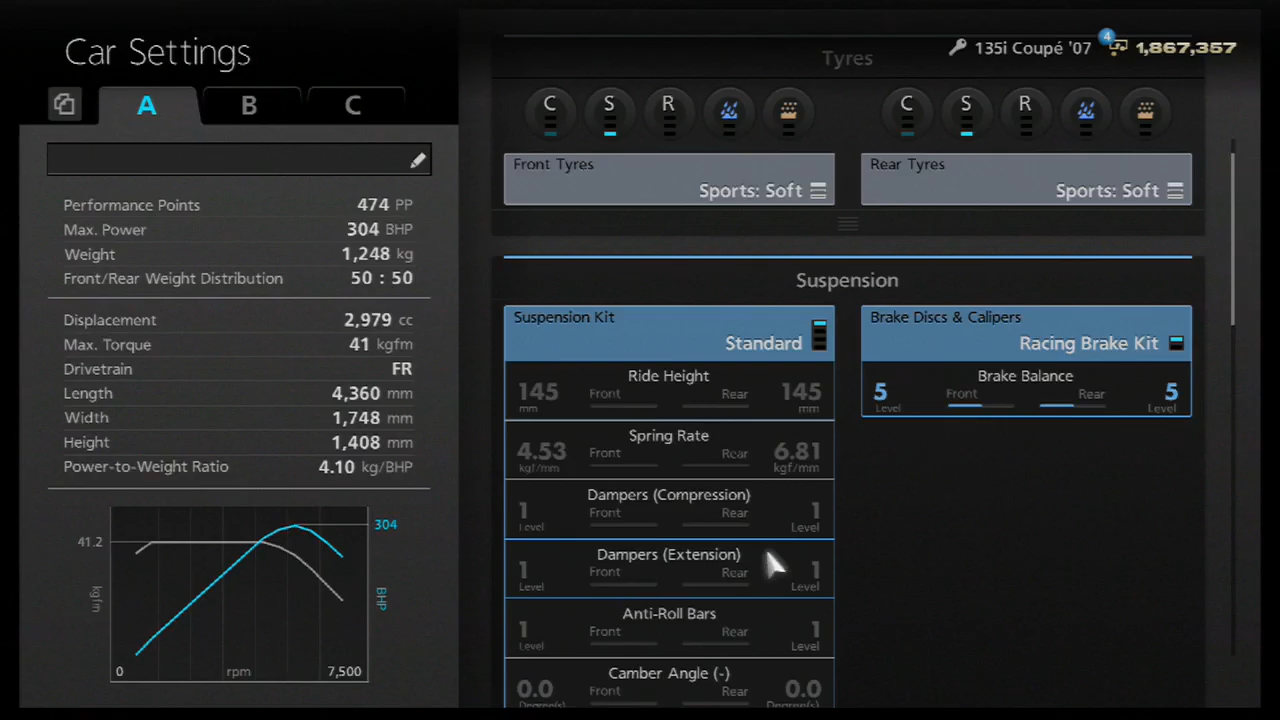 Car Settings
135i Coupé '07
4
1,867,357
A
B
C
Performance Points 474 PP
Max. Power 304 BHP
Weight 1,248 kg
Front/Rear Weight Distribution 50 : 50
Displacement 2,979 cc
Max. Torque 41 kgfm
Drivetrain FR
Length 4,360 mm
Width 1,748 mm
Height 1,408 mm
Power-to-Weight Ratio 4.10 kg/BHP
304
41.2
kgfm
BHP
0 rpm 7,500
Tyres
C S R
C S R
Front Tyres
Sports: Soft
Rear Tyres
Sports: Soft
Suspension
Suspension Kit
Standard
Ride Height
145 mm Front Rear 145 mm
Spring Rate
4.53 kgf/mm Front Rear 6.81 kgf/mm
Dampers (Compression)
1 Level Front Rear 1 Level
Dampers (Extension)
1 Level Front Rear 1 Level
Anti-Roll Bars
1 Level Front Rear 1 Level
Camber Angle (-)
0.0 Degree(s) Front Rear 0.0 Degree(s)
Brake Discs & Calipers
Racing Brake Kit
Brake Balance
5 Level Front Rear 5 Level